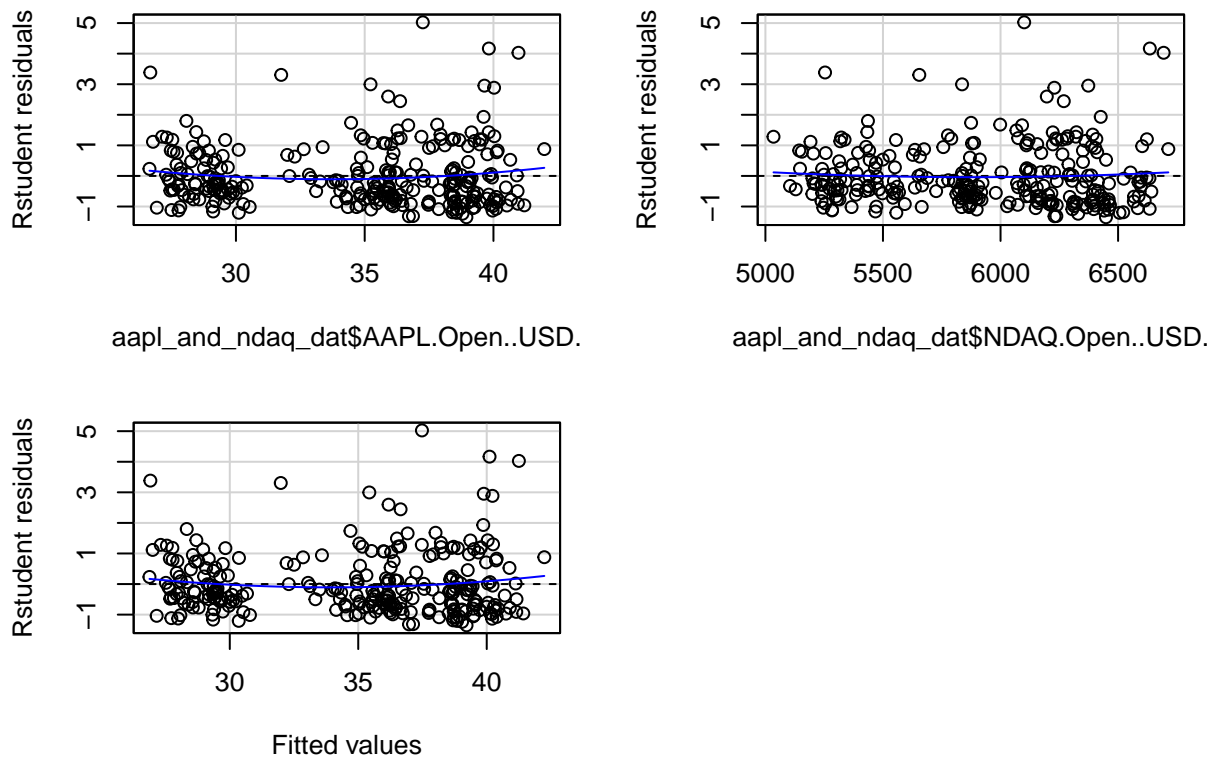 Rstudent residuals
5
3
1
−1
30 35 40
aapl_and_ndaq_dat$AAPL.Open..USD.
Rstudent residuals
5
3
1
−1
5000 5500 6000 6500
aapl_and_ndaq_dat$NDAQ.Open..USD.
Rstudent residuals
5
3
1
−1
30 35 40
Fitted values